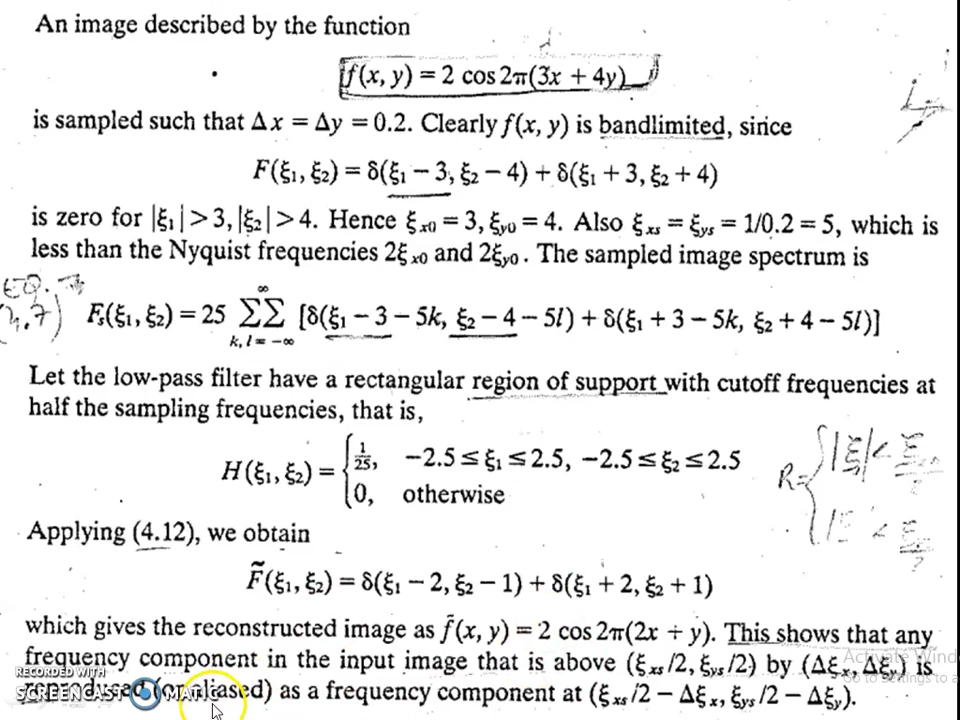 An image described by the function
f(x, y) = 2 cos 2π(3x + 4y)
is sampled such that Δx = Δy = 0.2. Clearly f(x, y) is bandlimited, since
F(ξ₁, ξ₂) = δ(ξ₁ − 3, ξ₂ − 4) + δ(ξ₁ + 3, ξ₂ + 4)
is zero for |ξ₁| > 3, |ξ₂| > 4. Hence ξₓ₀ = 3, ξy₀ = 4. Also ξₓₛ = ξyₛ = 1/0.2 = 5, which is
less than the Nyquist frequencies 2ξₓ₀ and 2ξy₀. The sampled image spectrum is
EQ.
Fₛ(ξ₁, ξ₂) = 25 ΣΣ [δ(ξ₁ − 3 − 5k, ξ₂ − 4 − 5l) + δ(ξ₁ + 3 − 5k, ξ₂ + 4 − 5l)]
∞
k, l = −∞
Let the low-pass filter have a rectangular region of support with cutoff frequencies at
half the sampling frequencies, that is,
H(ξ₁, ξ₂) = { 1/25, −2.5 ≤ ξ₁ ≤ 2.5, −2.5 ≤ ξ₂ ≤ 2.5
0, otherwise
R=
Applying (4.12), we obtain
F̃(ξ₁, ξ₂) = δ(ξ₁ − 2, ξ₂ − 1) + δ(ξ₁ + 2, ξ₂ + 1)
which gives the reconstructed image as f̃(x, y) = 2 cos 2π(2x + y). This shows that any
frequency component in the input image that is above (ξₓₛ/2, ξyₛ/2) by (Δξₓ, Δξy) is
as a frequency component at (ξₓₛ/2 − Δξₓ, ξyₛ/2 − Δξy).
RECORDED WITH
SCREENCAST MATIC